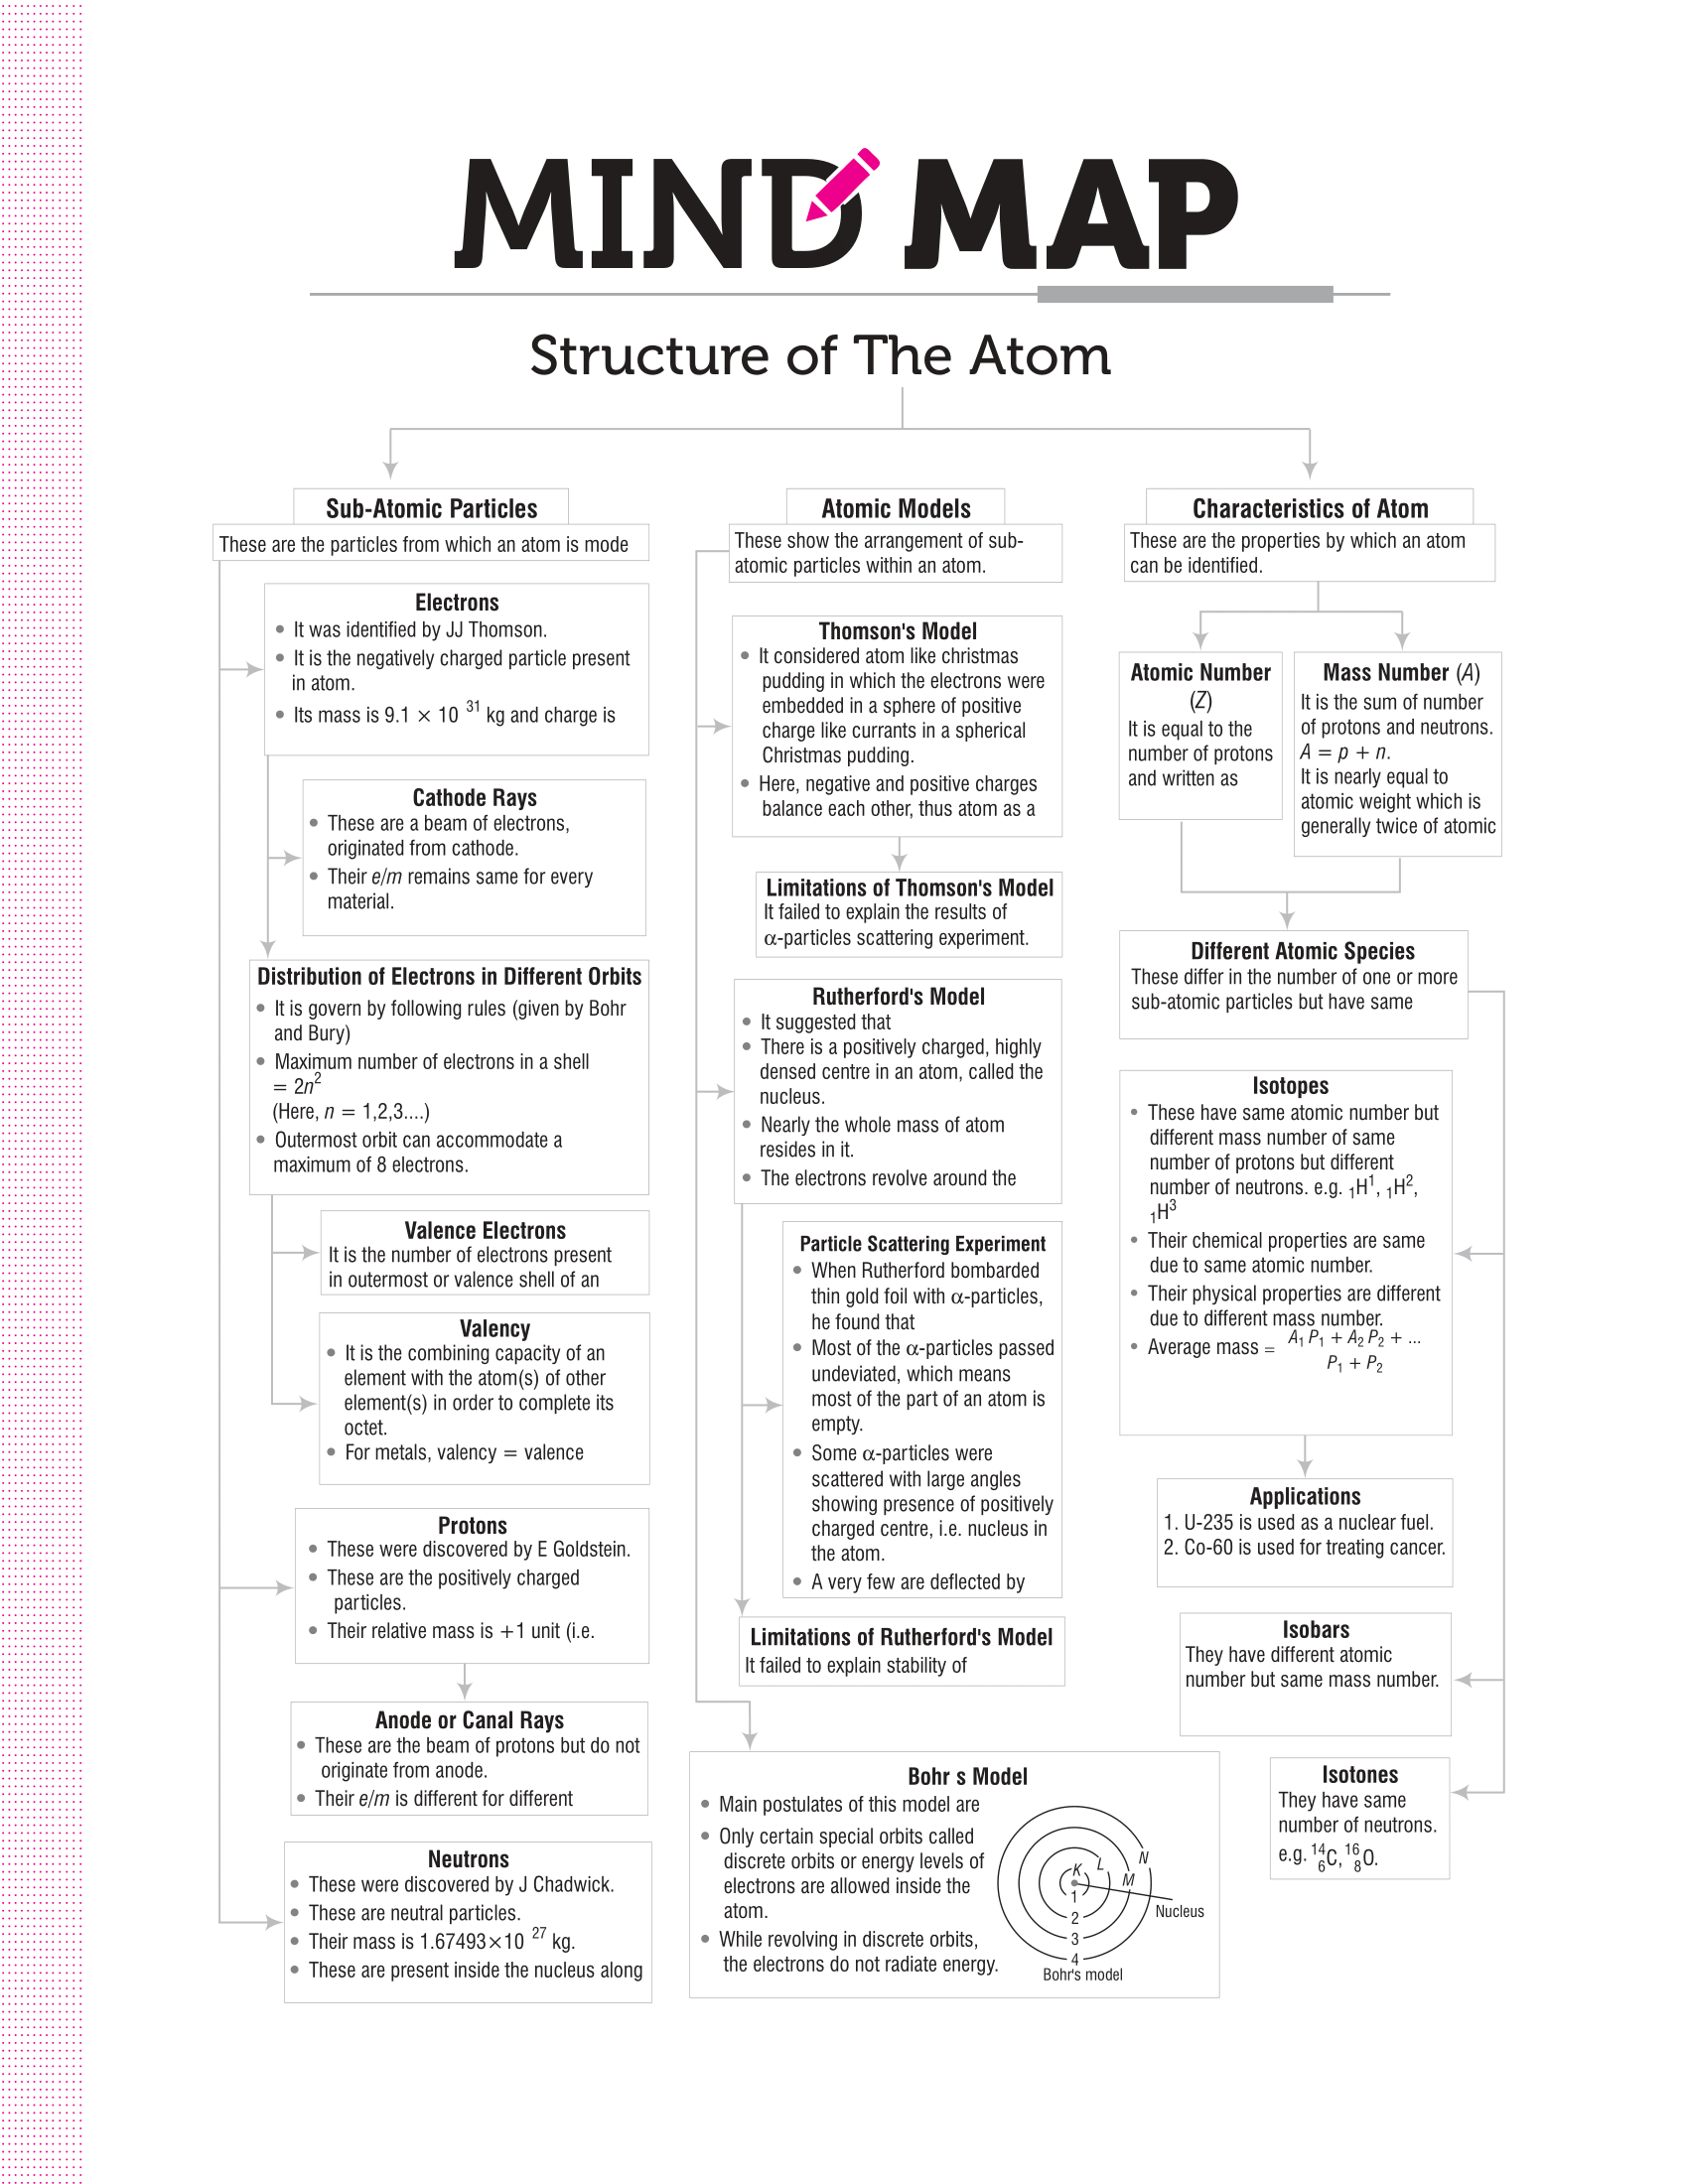 MIND MAP
Structure of The Atom
Sub-Atomic Particles
These are the particles from which an atom is mode
Electrons
• It was identified by JJ Thomson.
• It is the negatively charged particle present
in atom.
• Its mass is 9.1 × 10 31 kg and charge is
Cathode Rays
• These are a beam of electrons,
originated from cathode.
• Their e/m remains same for every
material.
Distribution of Electrons in Different Orbits
• It is govern by following rules (given by Bohr
and Bury)
• Maximum number of electrons in a shell
= 2n²
(Here, n = 1,2,3....)
• Outermost orbit can accommodate a
maximum of 8 electrons.
Valence Electrons
It is the number of electrons present
in outermost or valence shell of an
Valency
• It is the combining capacity of an
element with the atom(s) of other
element(s) in order to complete its
octet.
• For metals, valency = valence
Protons
• These were discovered by E Goldstein.
• These are the positively charged
particles.
• Their relative mass is +1 unit (i.e.
Anode or Canal Rays
• These are the beam of protons but do not
originate from anode.
• Their e/m is different for different
Neutrons
• These were discovered by J Chadwick.
• These are neutral particles.
• Their mass is 1.67493×10 27 kg.
• These are present inside the nucleus along
Atomic Models
These show the arrangement of sub-
atomic particles within an atom.
Thomson's Model
• It considered atom like christmas
pudding in which the electrons were
embedded in a sphere of positive
charge like currants in a spherical
Christmas pudding.
• Here, negative and positive charges
balance each other, thus atom as a
Limitations of Thomson's Model
It failed to explain the results of
α-particles scattering experiment.
Rutherford's Model
• It suggested that
• There is a positively charged, highly
densed centre in an atom, called the
nucleus.
• Nearly the whole mass of atom
resides in it.
• The electrons revolve around the
Particle Scattering Experiment
• When Rutherford bombarded
thin gold foil with α-particles,
he found that
• Most of the α-particles passed
undeviated, which means
most of the part of an atom is
empty.
• Some α-particles were
scattered with large angles
showing presence of positively
charged centre, i.e. nucleus in
the atom.
• A very few are deflected by
Limitations of Rutherford's Model
It failed to explain stability of
Bohr s Model
• Main postulates of this model are
• Only certain special orbits called
discrete orbits or energy levels of
electrons are allowed inside the
atom.
• While revolving in discrete orbits,
the electrons do not radiate energy.
K L M N
1
2
3
4
Nucleus
Bohr's model
Characteristics of Atom
These are the properties by which an atom
can be identified.
Atomic Number
(Z)
It is equal to the
number of protons
and written as
Mass Number (A)
It is the sum of number
of protons and neutrons.
A = p + n.
It is nearly equal to
atomic weight which is
generally twice of atomic
Different Atomic Species
These differ in the number of one or more
sub-atomic particles but have same
Isotopes
• These have same atomic number but
different mass number of same
number of protons but different
number of neutrons. e.g. ₁H¹, ₁H²,
₁H³
• Their chemical properties are same
due to same atomic number.
• Their physical properties are different
due to different mass number.
• Average mass = A₁ P₁ + A₂ P₂ + ...
P₁ + P₂
Applications
1. U-235 is used as a nuclear fuel.
2. Co-60 is used for treating cancer.
Isobars
They have different atomic
number but same mass number.
Isotones
They have same
number of neutrons.
e.g. ¹⁴₆C, ¹⁶₈O.